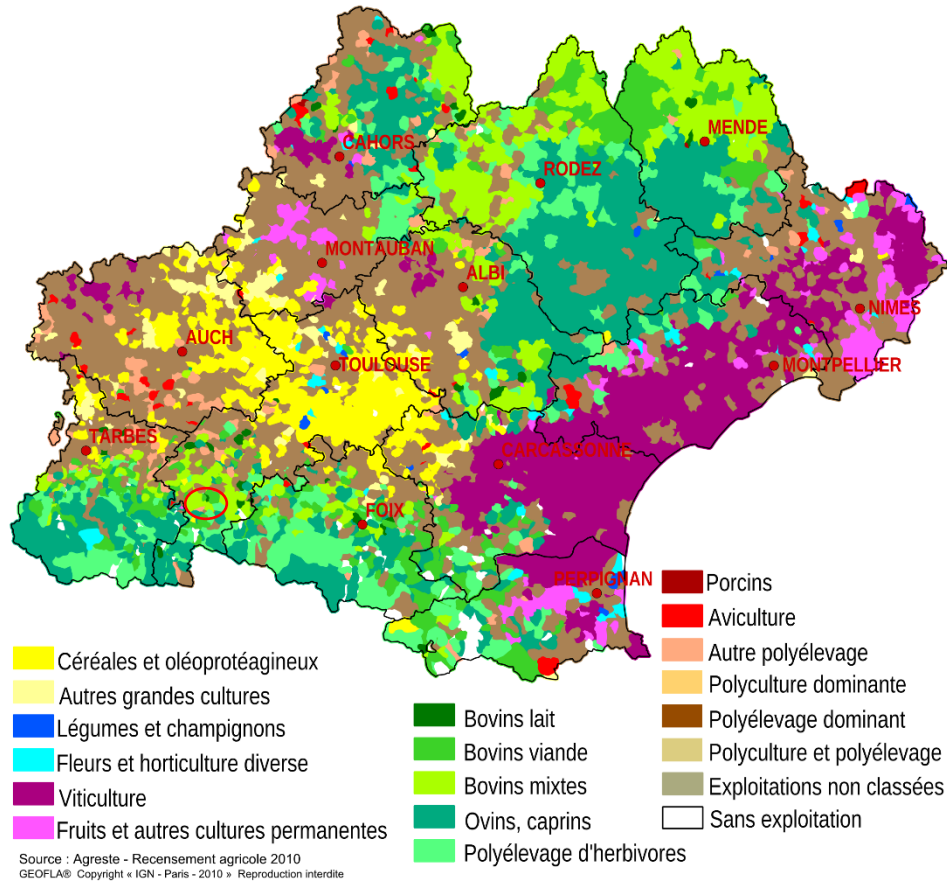 MENDE
CAHORS
RODEZ
MONTAUBAN
ALBI
NIMES
AUCH
TOULOUSE
MONTPELLIER
TARBES
CARCASSONNE
FOIX
PERPIGNAN
Céréales et oléoprotéagineux
Autres grandes cultures
Légumes et champignons
Fleurs et horticulture diverse
Viticulture
Fruits et autres cultures permanentes
Bovins lait
Bovins viande
Bovins mixtes
Ovins, caprins
Polyélevage d'herbivores
Porcins
Aviculture
Autre polyélevage
Polyculture dominante
Polyélevage dominant
Polyculture et polyélevage
Exploitations non classées
Sans exploitation
Source : Agreste - Recensement agricole 2010
GEOFLA® Copyright « IGN - Paris - 2010 » Reproduction interdite